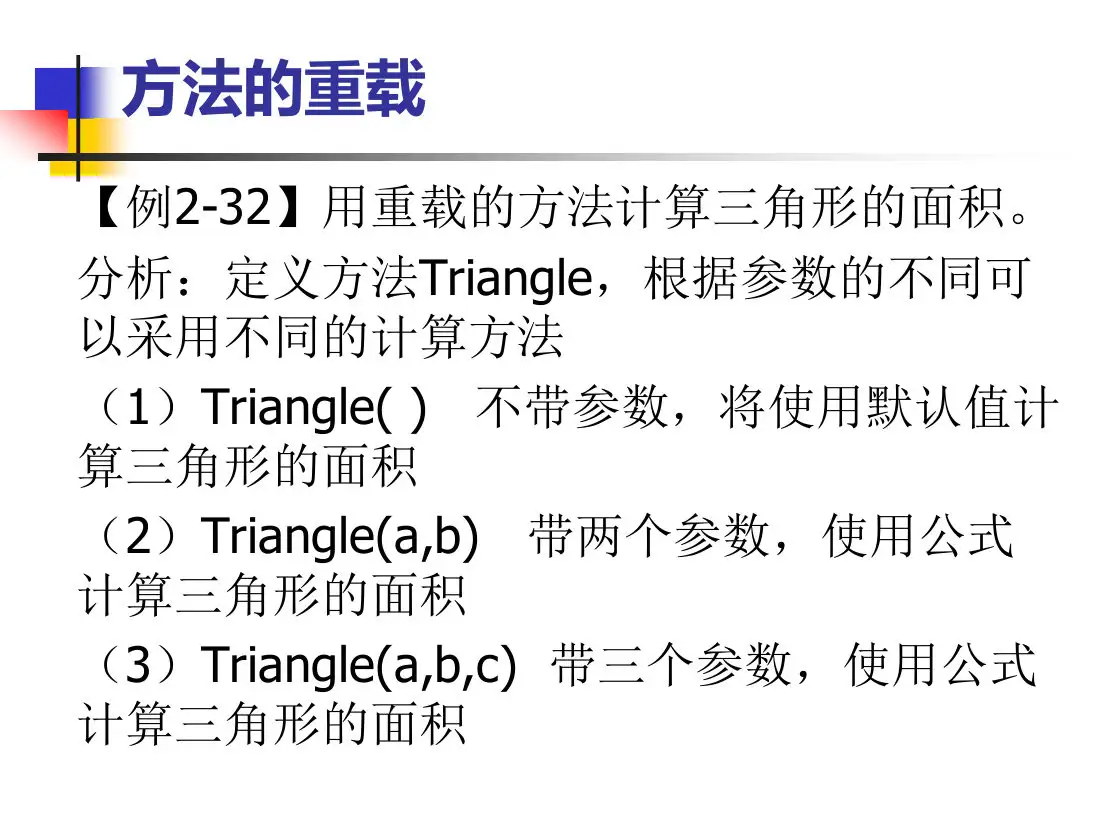 方法的重载
【例2-32】用重载的方法计算三角形的面积。
分析：定义方法Triangle，根据参数的不同可
以采用不同的计算方法
（1）Triangle( )   不带参数，将使用默认值计
算三角形的面积
（2）Triangle(a,b)   带两个参数，使用公式
计算三角形的面积
（3）Triangle(a,b,c)  带三个参数，使用公式
计算三角形的面积